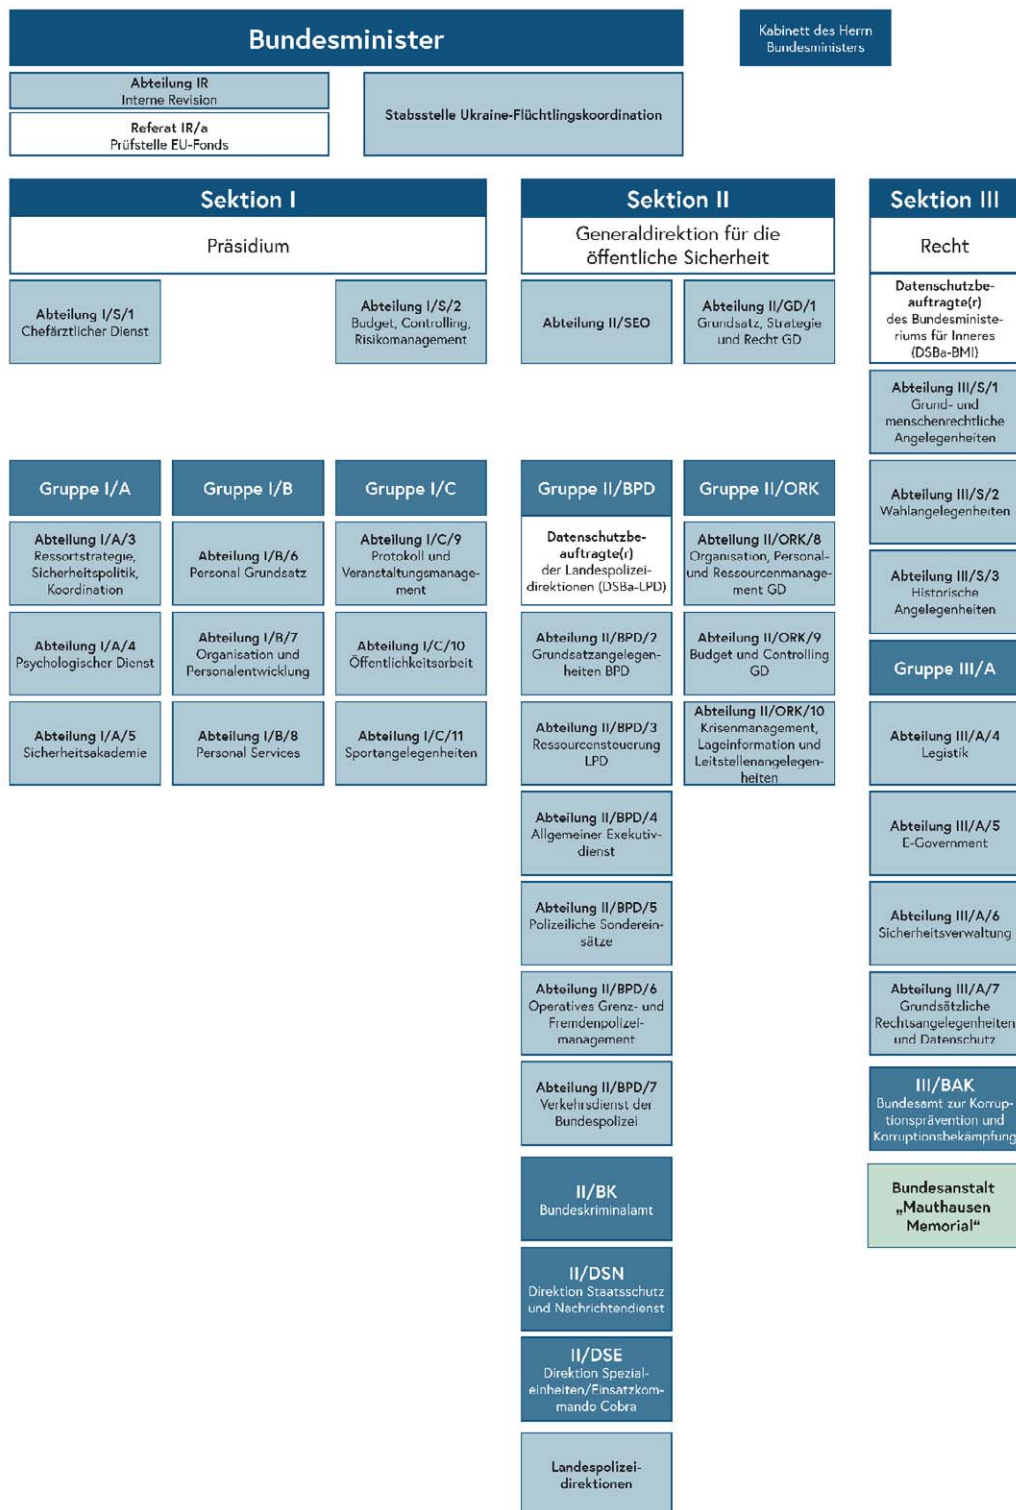 Bundesminister
Kabinett des Herrn
Bundesministers
Abteilung IR
Interne Revision
Referat IR/a
Prüfstelle EU-Fonds
Stabsstelle Ukraine-Flüchtlingskoordination
Sektion I
Präsidium
Abteilung I/S/1
Chefärztlicher Dienst
Abteilung I/S/2
Budget, Controlling,
Risikomanagement
Gruppe I/A
Abteilung I/A/3
Ressortstrategie,
Sicherheitspolitik,
Koordination
Abteilung I/A/4
Psychologischer Dienst
Abteilung I/A/5
Sicherheitsakademie
Gruppe I/B
Abteilung I/B/6
Personal Grundsatz
Abteilung I/B/7
Organisation und
Personalentwicklung
Abteilung I/B/8
Personal Services
Gruppe I/C
Abteilung I/C/9
Protokoll und
Veranstaltungsmanage-
ment
Abteilung I/C/10
Öffentlichkeitsarbeit
Abteilung I/C/11
Sportangelegenheiten
Sektion II
Generaldirektion für die
öffentliche Sicherheit
Abteilung II/SEO
Abteilung II/GD/1
Grundsatz, Strategie
und Recht GD
Gruppe II/BPD
Datenschutzbe-
auftragte(r)
der Landespolizei-
direktionen (DSBa-LPD)
Abteilung II/BPD/2
Grundsatzangelegen-
heiten BPD
Abteilung II/BPD/3
Ressourcensteuerung
LPD
Abteilung II/BPD/4
Allgemeiner Exekutiv-
dienst
Abteilung II/BPD/5
Polizeiliche Sonderein-
sätze
Abteilung II/BPD/6
Operatives Grenz- und
Fremdenpolizei-
management
Abteilung II/BPD/7
Verkehrsdienst der
Bundespolizei
II/BK
Bundeskriminalamt
II/DSN
Direktion Staatsschutz
und Nachrichtendienst
II/DSE
Direktion Spezial-
einheiten/Einsatzkom-
mando Cobra
Landespolizei-
direktionen
Gruppe II/ORK
Abteilung II/ORK/8
Organisation, Personal-
und Ressourcenmanage-
ment GD
Abteilung II/ORK/9
Budget und Controlling
GD
Abteilung II/ORK/10
Krisenmanagement,
Lageinformation und
Leitstellenangelegen-
heiten
Sektion III
Recht
Datenschutzbe-
auftragte(r)
des Bundesministe-
riums für Inneres
(DSBa-BMI)
Abteilung III/S/1
Grund- und
menschenrechtliche
Angelegenheiten
Abteilung III/S/2
Wahlangelegenheiten
Abteilung III/S/3
Historische
Angelegenheiten
Gruppe III/A
Abteilung III/A/4
Legistik
Abteilung III/A/5
E-Government
Abteilung III/A/6
Sicherheitsverwaltung
Abteilung III/A/7
Grundsätzliche
Rechtsangelegenheiten
und Datenschutz
III/BAK
Bundesamt zur Korrup-
tionsprävention und
Korruptionsbekämpfung
Bundesanstalt
„Mauthausen
Memorial“